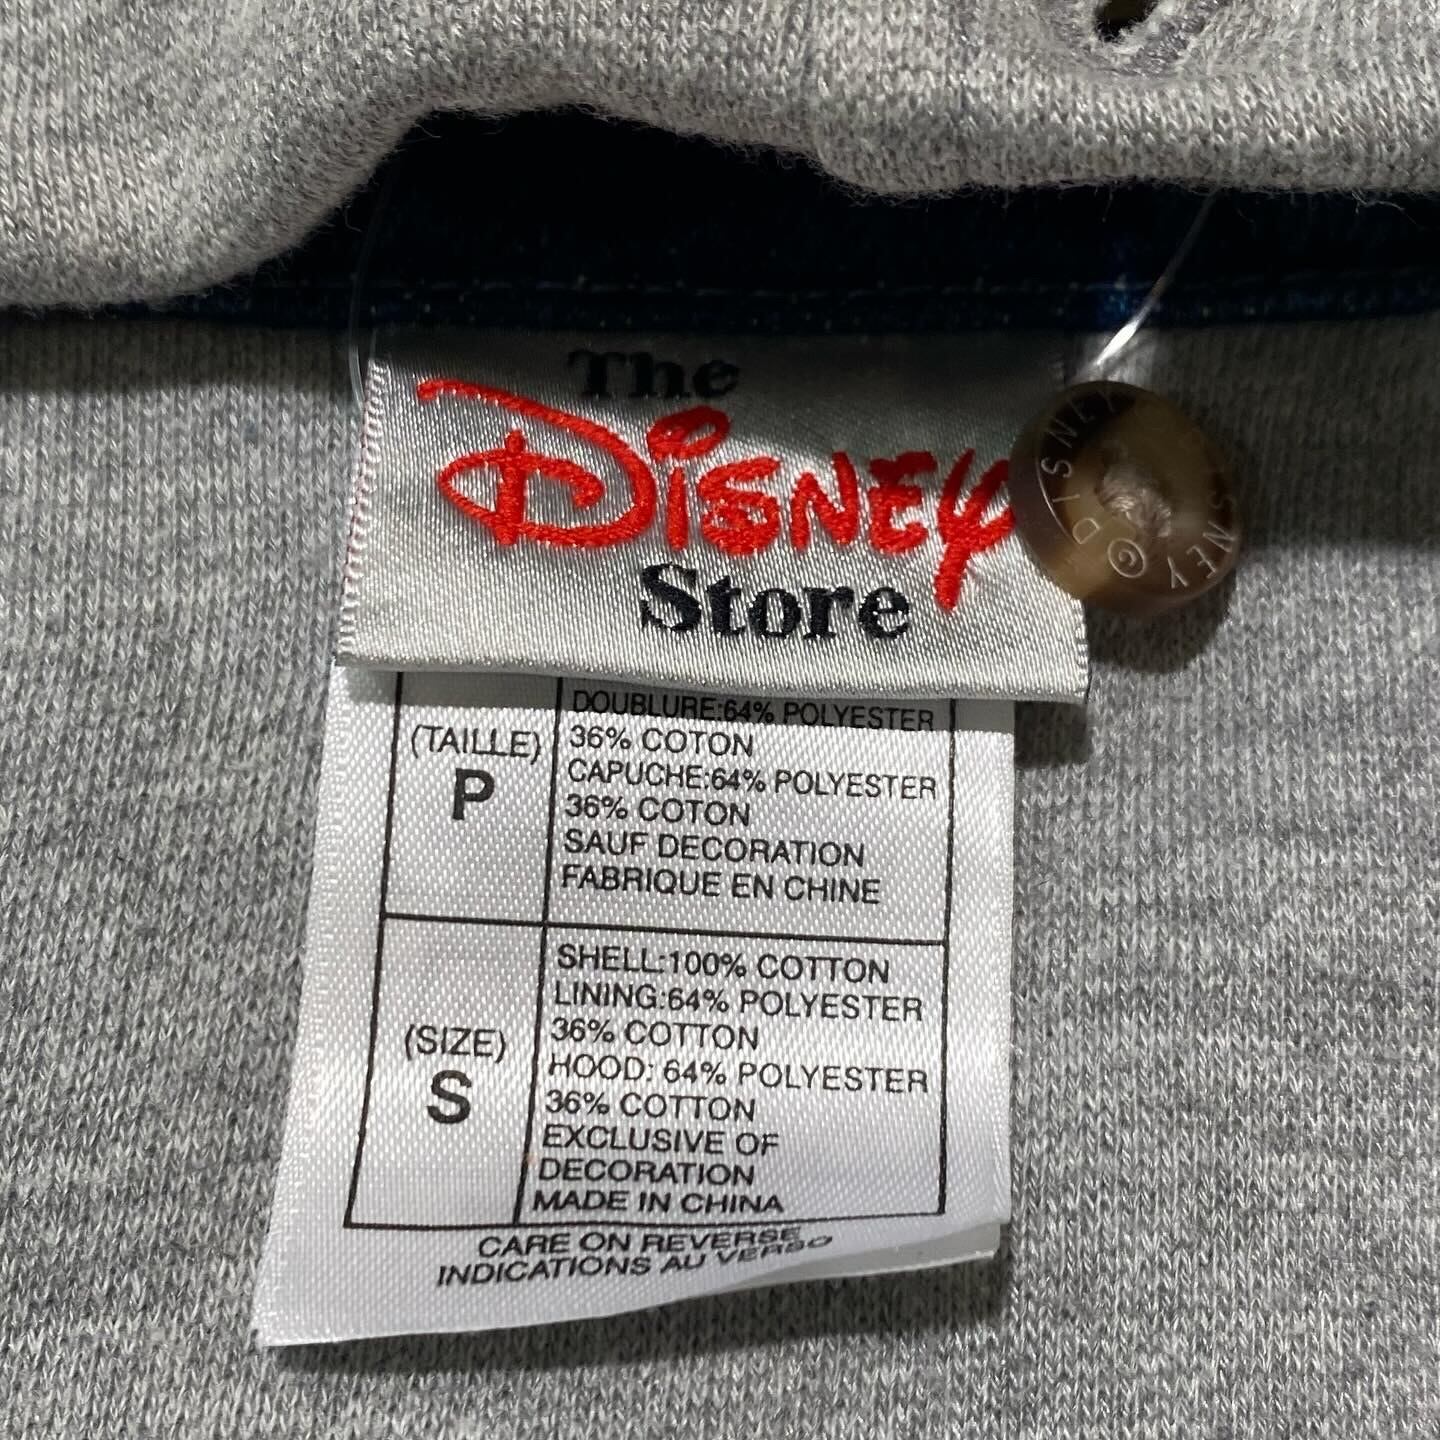 The
DISNEY
Store
DISNEY © DISNEY ©
DOUBLURE:64% POLYESTER
(TAILLE)
P
36% COTON
CAPUCHE:64% POLYESTER
36% COTON
SAUF DECORATION
FABRIQUE EN CHINE
(SIZE)
S
SHELL:100% COTTON
LINING:64% POLYESTER
36% COTTON
HOOD: 64% POLYESTER
36% COTTON
EXCLUSIVE OF
DECORATION
MADE IN CHINA
CARE ON REVERSE
INDICATIONS AU VERSO